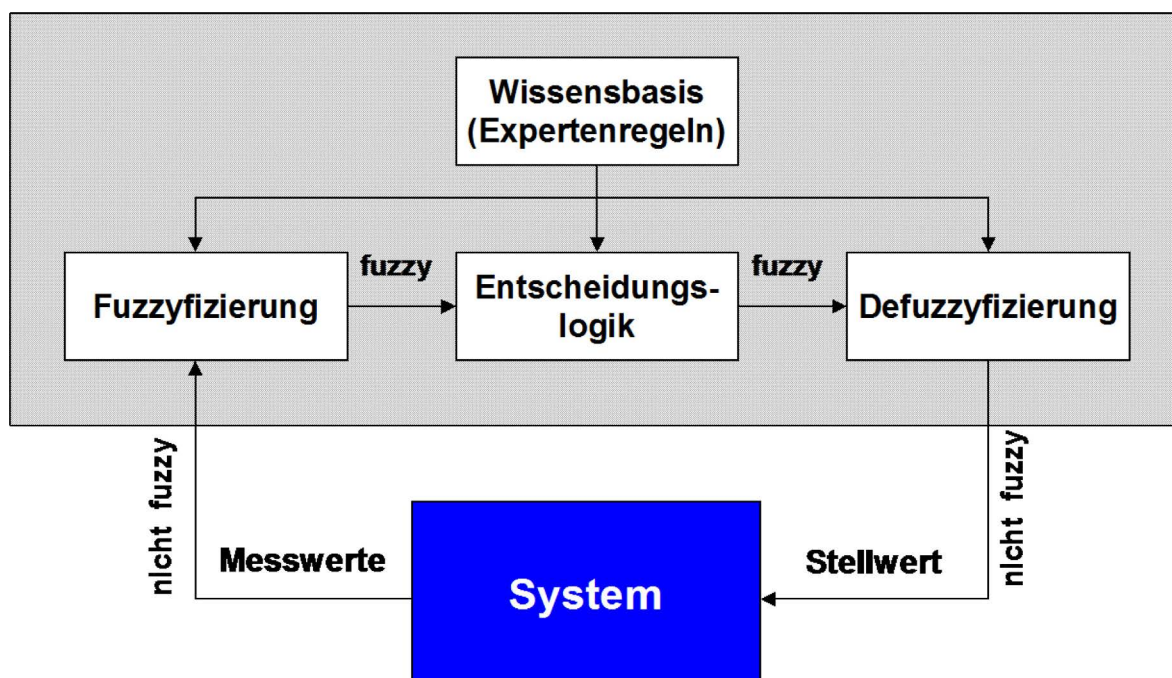 Wissensbasis
(Expertenregeln)
fuzzy
fuzzy
Fuzzyfizierung
Entscheidungs-
logik
Defuzzyfizierung
nicht fuzzy
nicht fuzzy
Messwerte
Stellwert
System